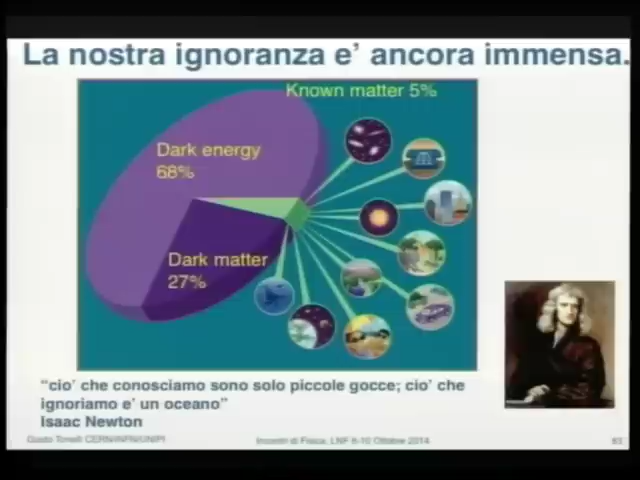 La nostra ignoranza e' ancora immensa.
Known matter 5%
Dark energy
68%
Dark matter
27%
"cio' che conosciamo sono solo piccole gocce; cio' che
ignoriamo e' un oceano"
Isaac Newton
Guido Tonelli CERN/INFN/UNIPI
Incontri di Fisica, LNF 8-10 Ottobre 2014